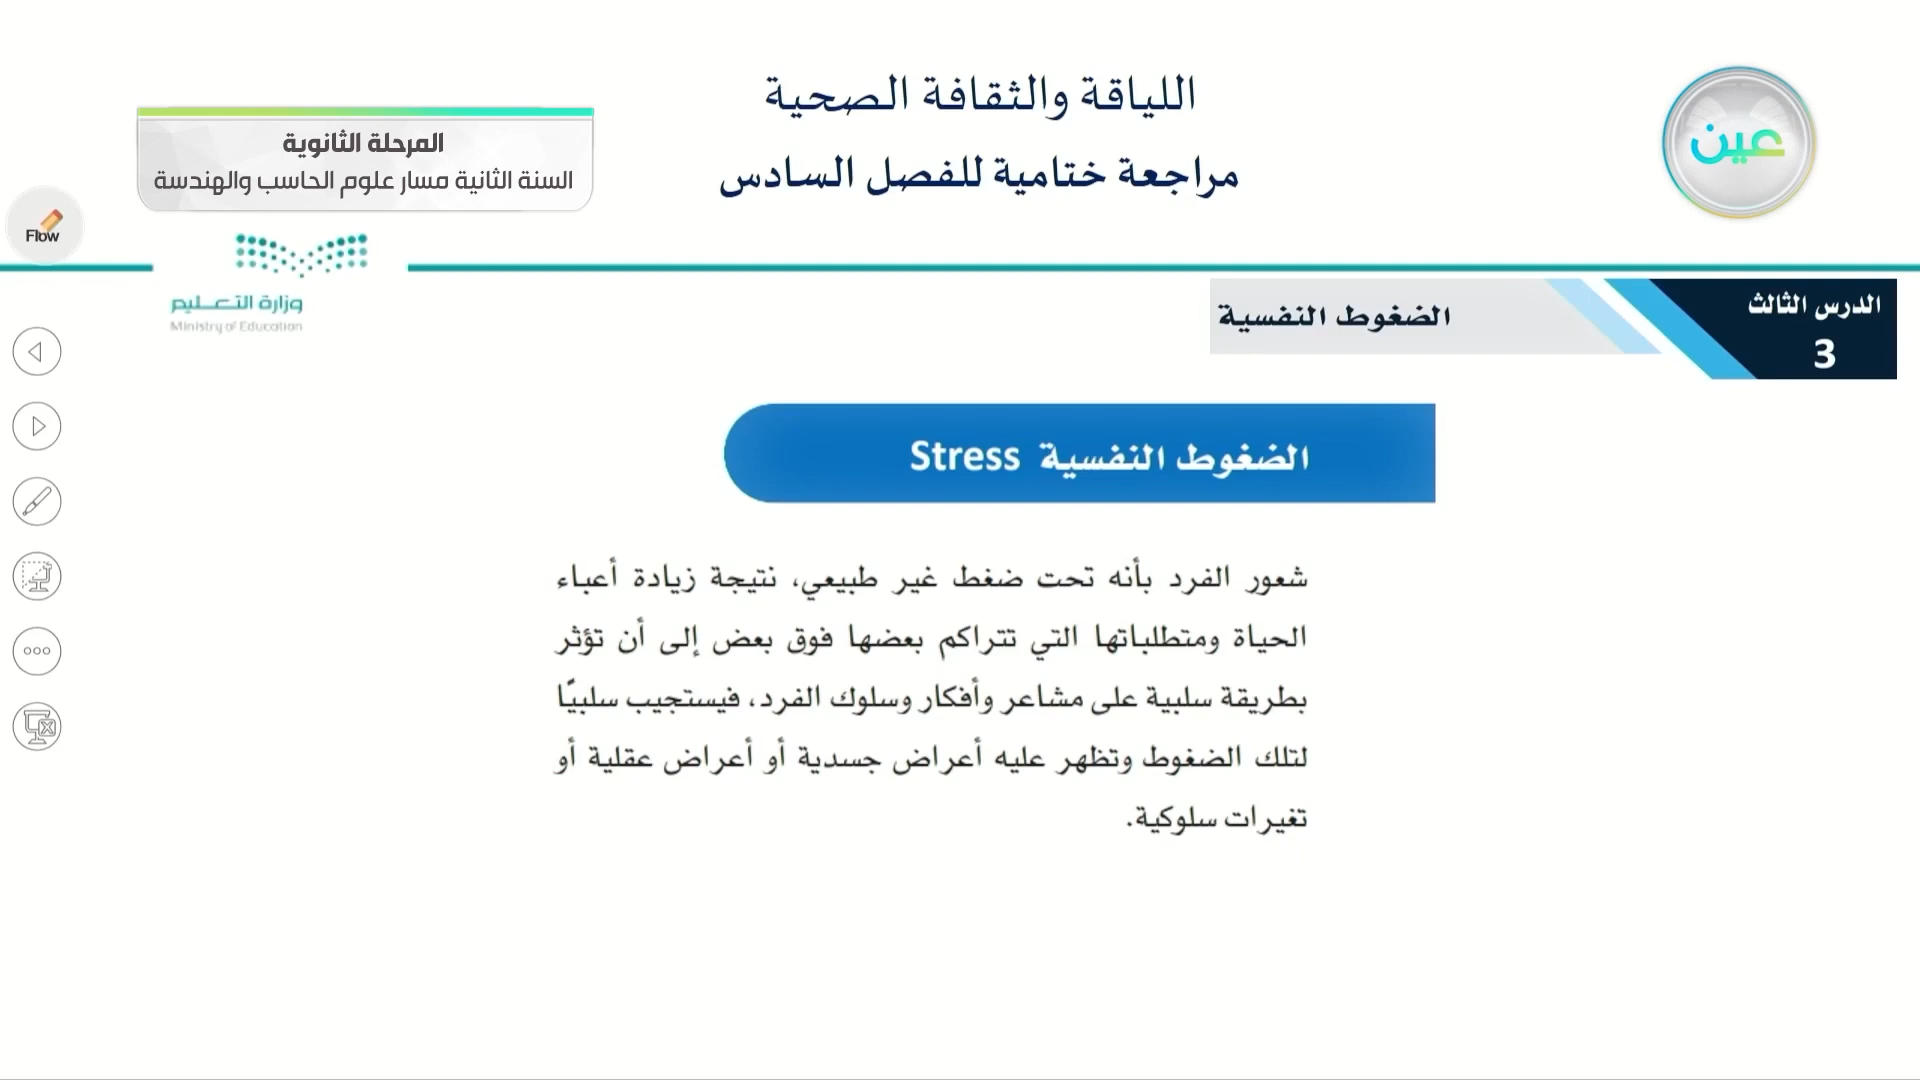 اللياقة والثقافة الصحية
مراجعة ختامية للفصل السادس
عين
المرحلة الثانوية
السنة الثانية مسار علوم الحاسب والهندسة
Flow
وزارة التعليم
Ministry of Education
الدرس الثالث
3
الضغوط النفسية
الضغوط النفسية Stress
شعور الفرد بأنه تحت ضغط غير طبيعي، نتيجة زيادة أعباء
الحياة ومتطلباتها التي تتراكم بعضها فوق بعض إلى أن تؤثر
بطريقة سلبية على مشاعر وأفكار وسلوك الفرد، فيستجيب سلبيًا
لتلك الضغوط وتظهر عليه أعراض جسدية أو أعراض عقلية أو
تغيرات سلوكية.